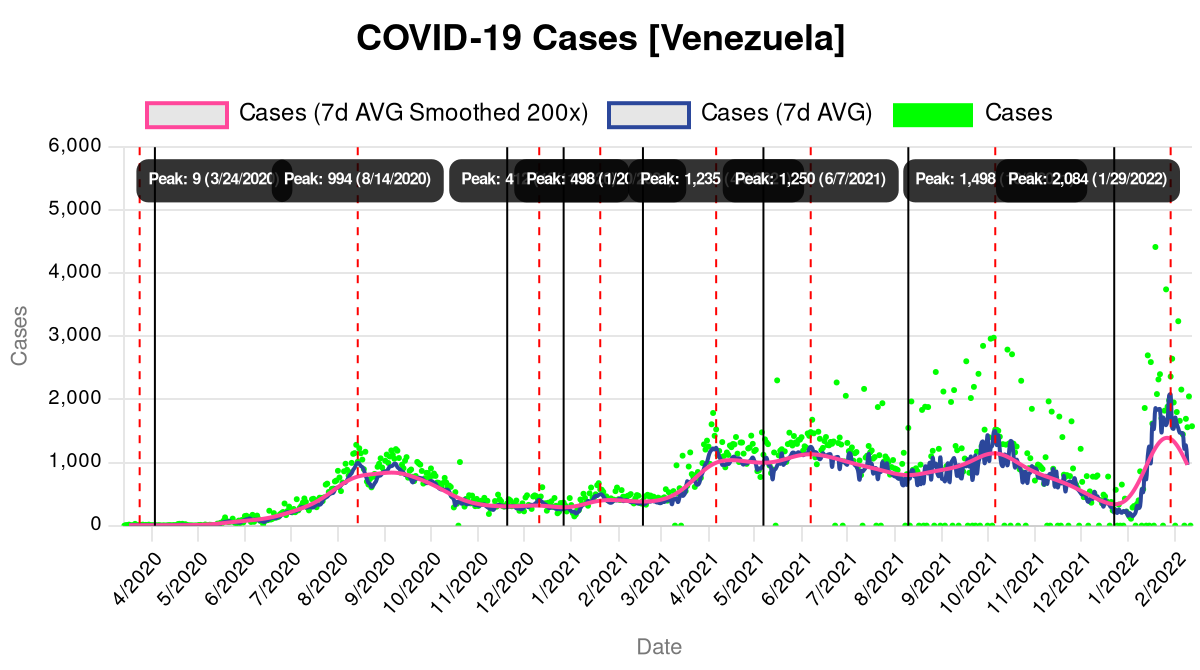 COVID-19 Cases [Venezuela]
Cases (7d AVG Smoothed 200x) Cases (7d AVG) Cases
6,000
5,000
4,000
3,000
2,000
1,000
0
Cases
Peak: 9 (3/24/2020) Peak: 994 (8/14/2020) Peak: Peak: 498 Peak: 1,235 Peak: 1,250 (6/7/2021) Peak: 1,498 Peak: 2,084 (1/29/2022)
4/2020 5/2020 6/2020 7/2020 8/2020 9/2020 10/2020 11/2020 12/2020 1/2021 2/2021 3/2021 4/2021 5/2021 6/2021 7/2021 8/2021 9/2021 10/2021 11/2021 12/2021 1/2022 2/2022
Date